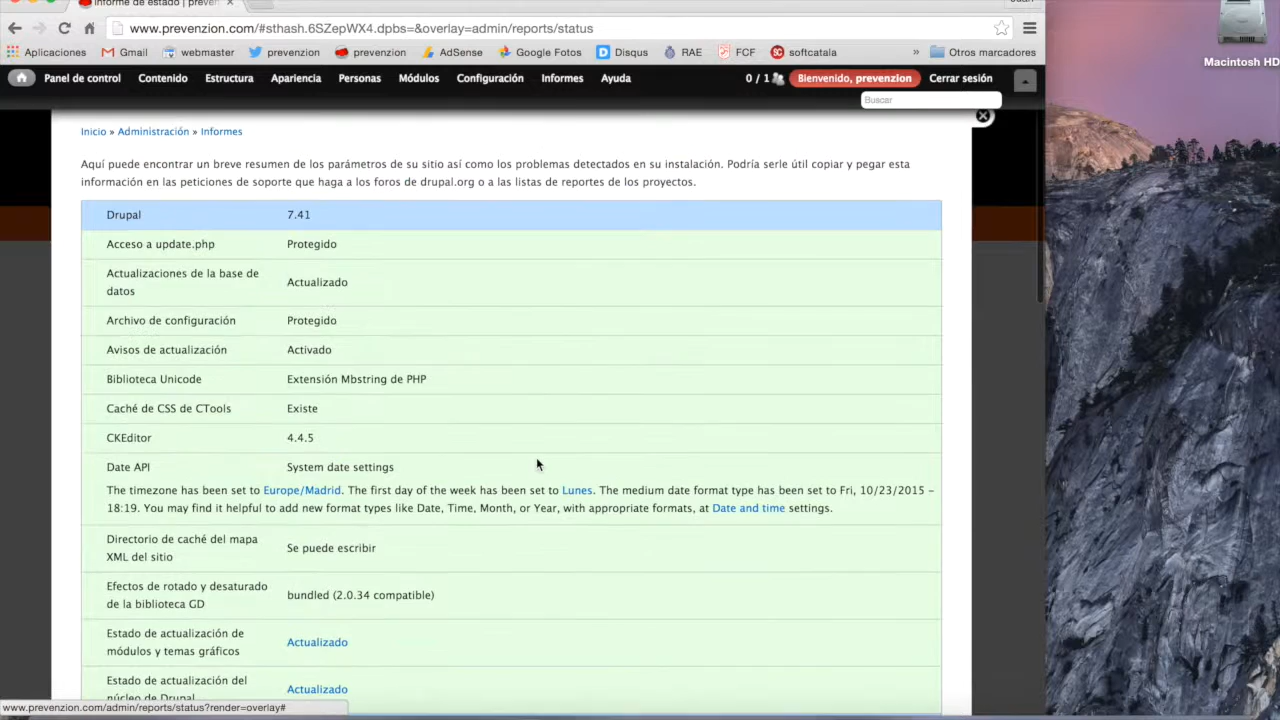 Informe de estado | preven
Juan
www.prevenzion.com/#sthash.6SZepWX4.dpbs=&overlay=admin/reports/status
Aplicaciones Gmail webmaster prevenzion prevenzion AdSense Google Fotos Disqus RAE FCF softcatala » Otros marcadores
Macintosh HD
Panel de control Contenido Estructura Apariencia Personas Módulos Configuración Informes Ayuda 0 / 1 Bienvenido, prevenzion Cerrar sesión
Buscar
Inicio » Administración » Informes
Aquí puede encontrar un breve resumen de los parámetros de su sitio así como los problemas detectados en su instalación. Podría serle útil copiar y pegar esta
información en las peticiones de soporte que haga a los foros de drupal.org o a las listas de reportes de los proyectos.
Drupal 7.41
Acceso a update.php Protegido
Actualizaciones de la base de
datos
Actualizado
Archivo de configuración Protegido
Avisos de actualización Activado
Biblioteca Unicode Extensión Mbstring de PHP
Caché de CSS de CTools Existe
CKEditor 4.4.5
Date API System date settings
The timezone has been set to Europe/Madrid. The first day of the week has been set to Lunes. The medium date format type has been set to Fri, 10/23/2015 -
18:19. You may find it helpful to add new format types like Date, Time, Month, or Year, with appropriate formats, at Date and time settings.
Directorio de caché del mapa
XML del sitio
Se puede escribir
Efectos de rotado y desaturado
de la biblioteca GD
bundled (2.0.34 compatible)
Estado de actualización de
módulos y temas gráficos
Actualizado
Estado de actualización del
núcleo de Drupal
Actualizado
www.prevenzion.com/admin/reports/status?render=overlay#